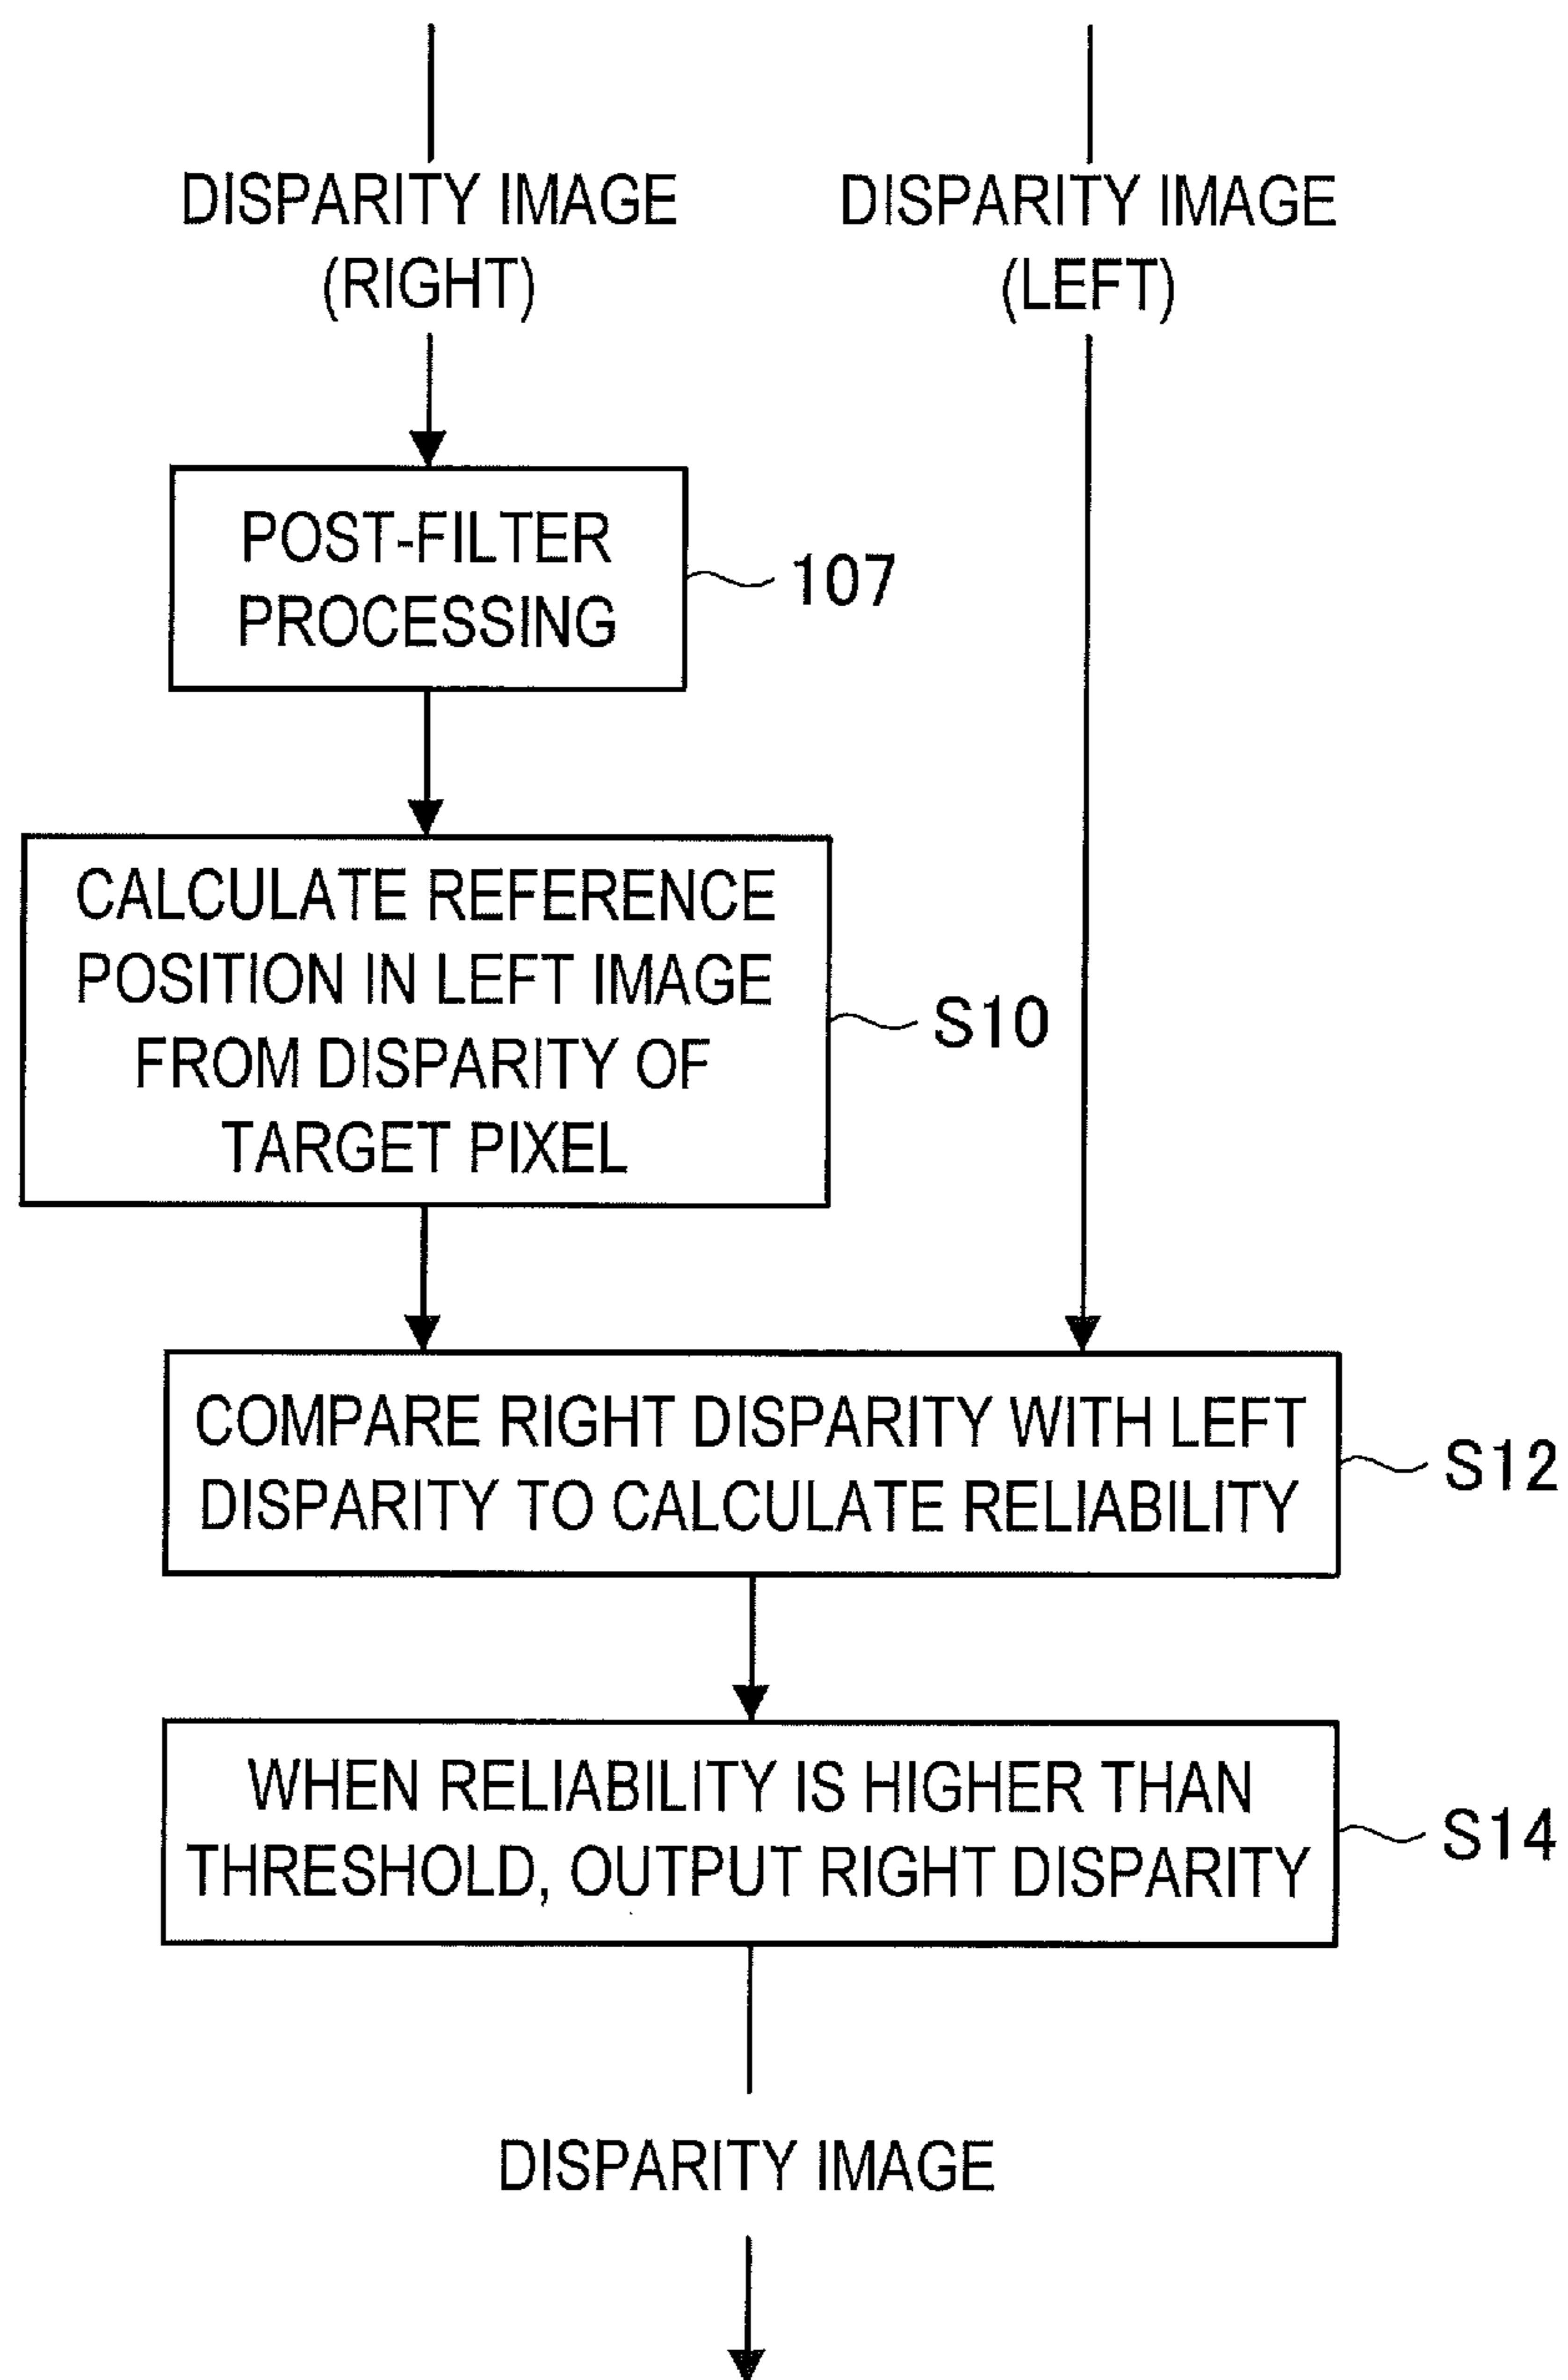 DISPARITY IMAGE
(RIGHT)
DISPARITY IMAGE
(LEFT)
POST-FILTER
PROCESSING
107
CALCULATE REFERENCE
POSITION IN LEFT IMAGE
FROM DISPARITY OF
TARGET PIXEL
S10
COMPARE RIGHT DISPARITY WITH LEFT
DISPARITY TO CALCULATE RELIABILITY
S12
WHEN RELIABILITY IS HIGHER THAN
THRESHOLD, OUTPUT RIGHT DISPARITY
S14
DISPARITY IMAGE